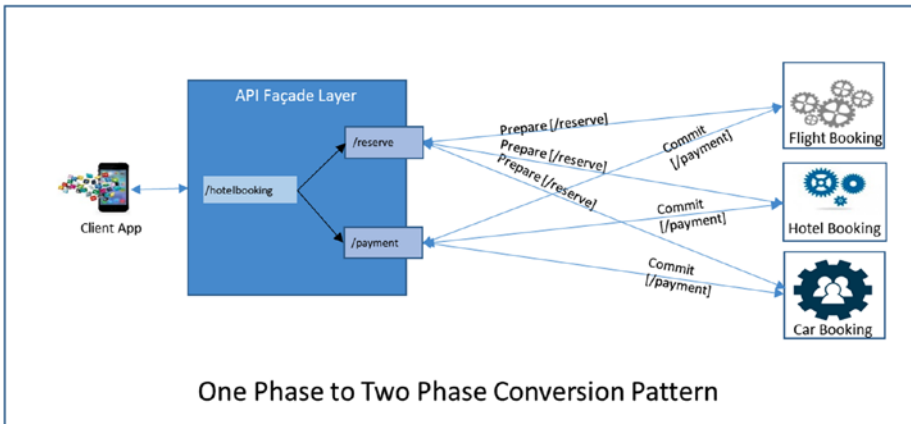 API Façade Layer
/reserve
/hotelbooking
/payment
Client App
Prepare [/reserve]
Prepare [/reserve]
Prepare [/reserve]
Commit
[/payment]
Commit
[/payment]
Commit
[/payment]
Flight Booking
Hotel Booking
Car Booking
One Phase to Two Phase Conversion Pattern